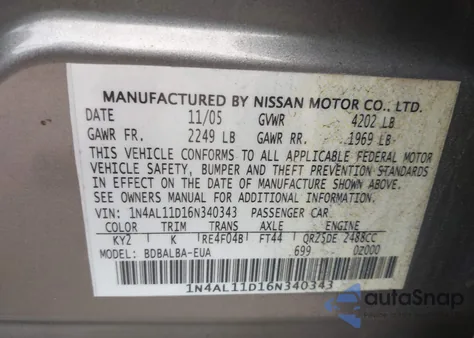 MANUFACTURED BY NISSAN MOTOR CO., LTD.
DATE 11/05 GVWR 4202 LB
GAWR FR. 2249 LB GAWR RR. 1969 LB
THIS VEHICLE CONFORMS TO ALL APPLICABLE FEDERAL MOTOR
VEHICLE SAFETY, BUMPER AND THEFT PREVENTION STANDARDS
IN EFFECT ON THE DATE OF MANUFACTURE SHOWN ABOVE.
SEE OWNERS MANUAL FOR ADDITIONAL INFORMATION
VIN: 1N4AL11D16N340343 PASSENGER CAR
COLOR TRIM TRANS AXLE ENGINE
KY2 K RE4F04B FT44 QR25DE 2488CC
MODEL: BDBALBA-EUA 699 0Z000
1N4AL11D16N340343
autoSnap